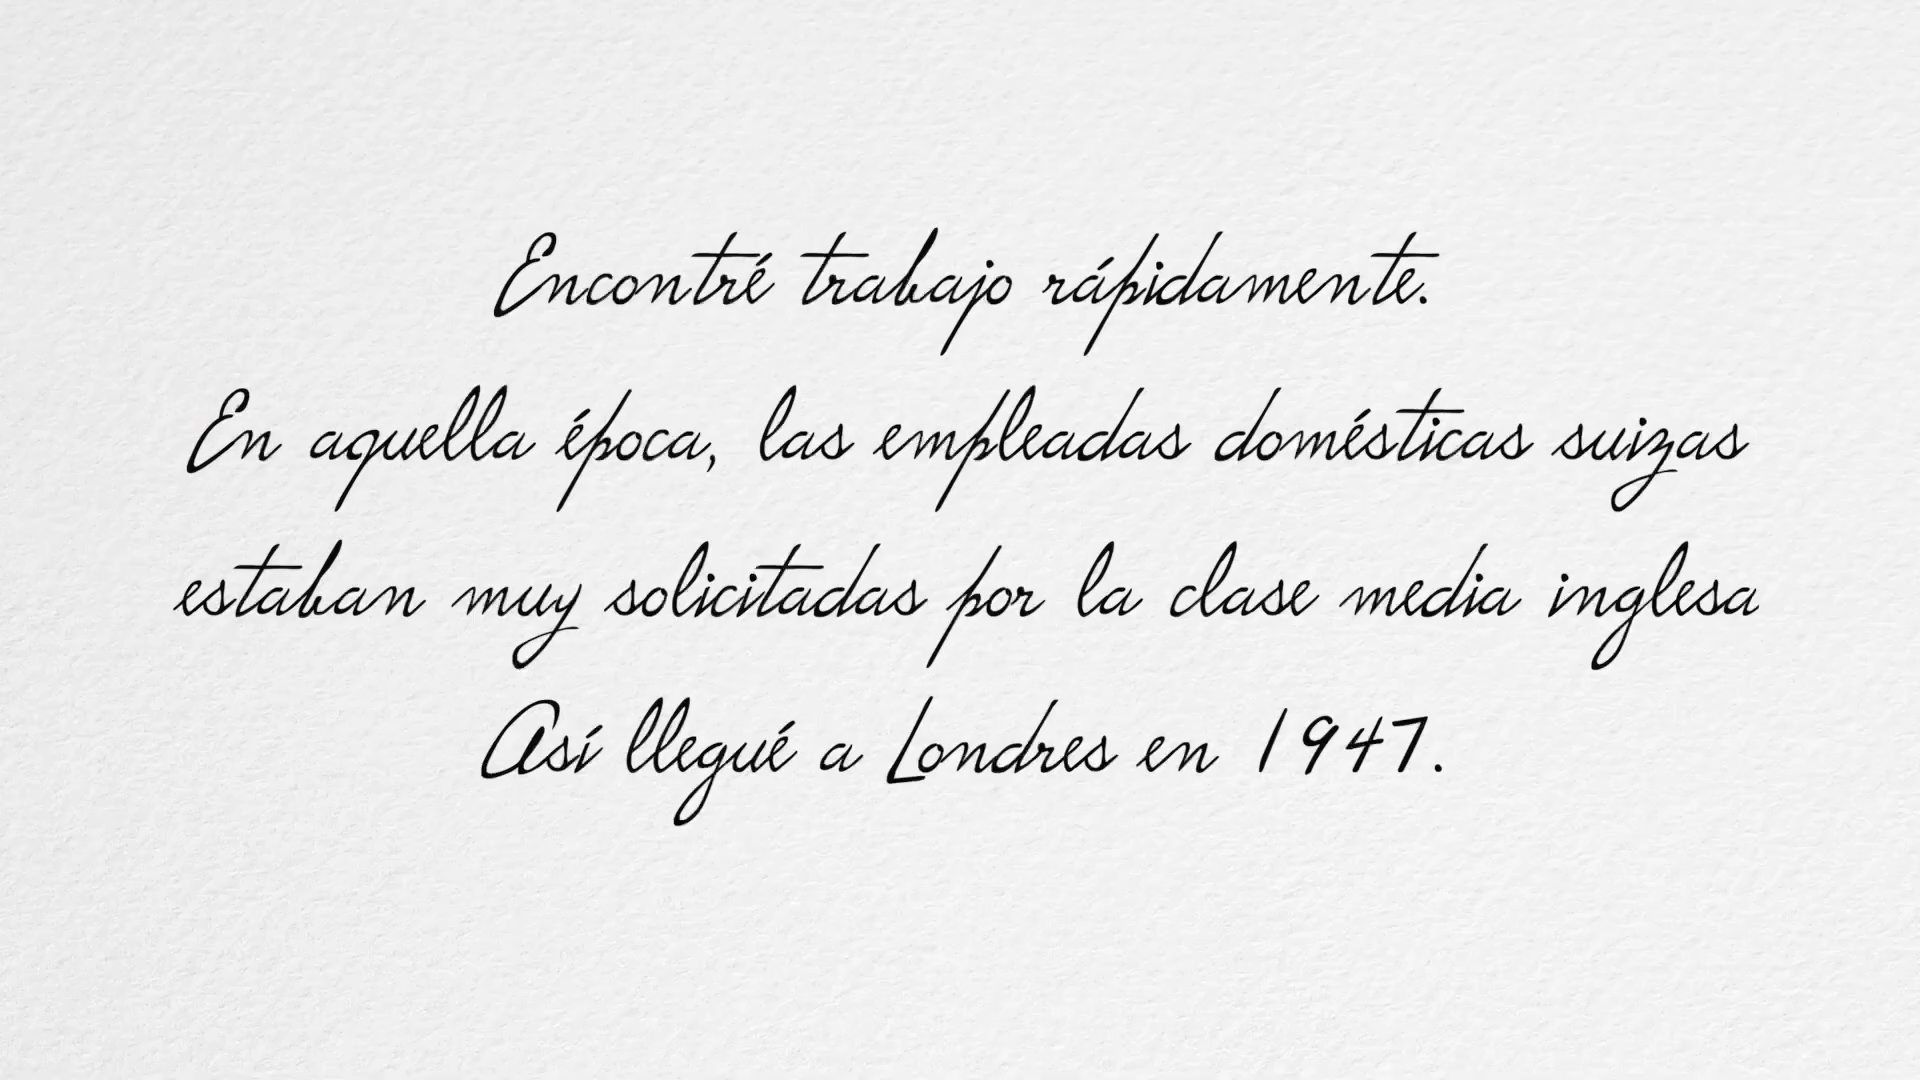 Encontré trabajo rápidamente.
En aquella época, las empleadas domésticas suizas
estaban muy solicitadas por la clase media inglesa
Así llegué a Londres en 1947.